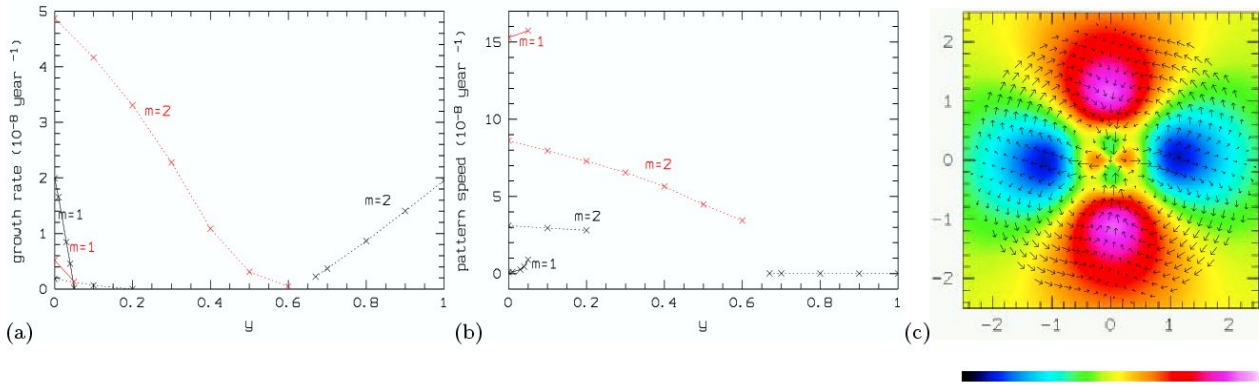 growth rate (10⁻⁸ year⁻¹)
5
4
3
2
1
0
m=2
m=1
m=1
m=2
0 0.2 0.4 0.6 0.8 1
y
(a)
pattern speed (10⁻⁸ year⁻¹)
15
10
5
0
m=1
m=2
m=2
m=1
0 0.2 0.4 0.6 0.8 1
y
(b)
2
1
0
-1
-2
-2 -1 0 1 2
(c)